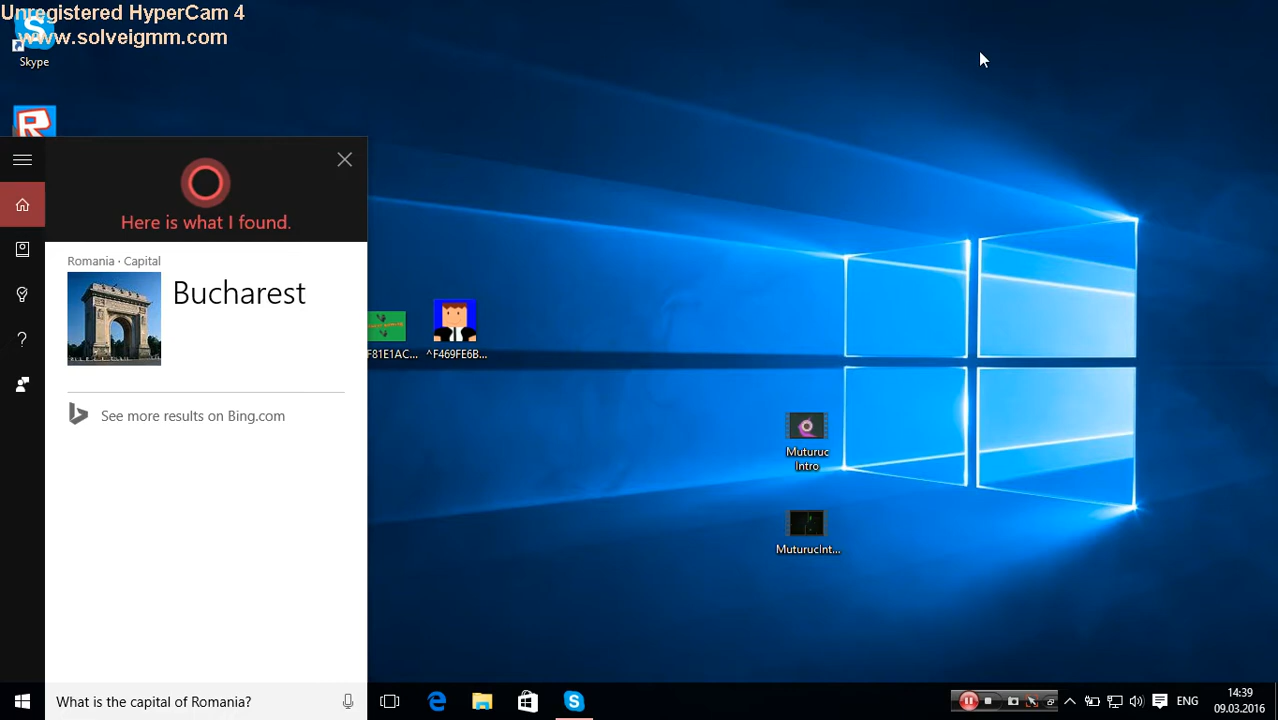 Unregistered HyperCam 4
www.solveigmm.com
Skype
Here is what I found.
Romania · Capital
Bucharest
See more results on Bing.com
F81E1AC...
^F469FE6B...
Muturuc
Intro
MuturucInt...
What is the capital of Romania?
ENG
14:39
09.03.2016